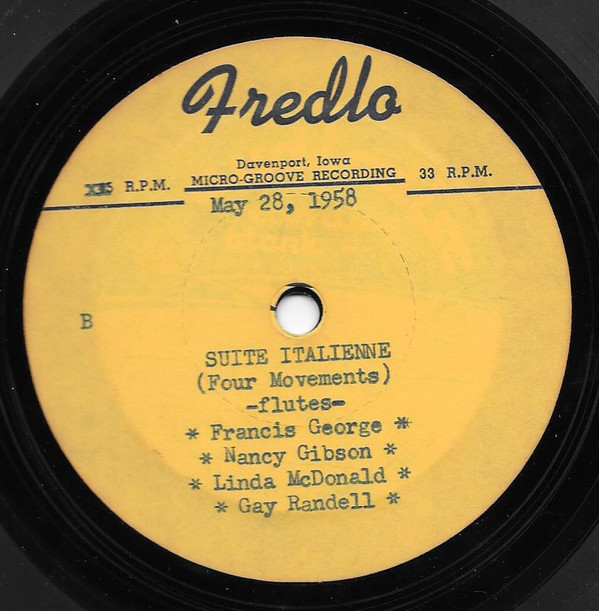 Fredlo
Davenport, Iowa
R.P.M. MICRO-GROOVE RECORDING 33 R.P.M.
May 28, 1958
B
SUITE ITALIENNE
(Four Movements)
-flutes-
* Francis George *
* Nancy Gibson *
* Linda McDonald *
* Gay Randell *